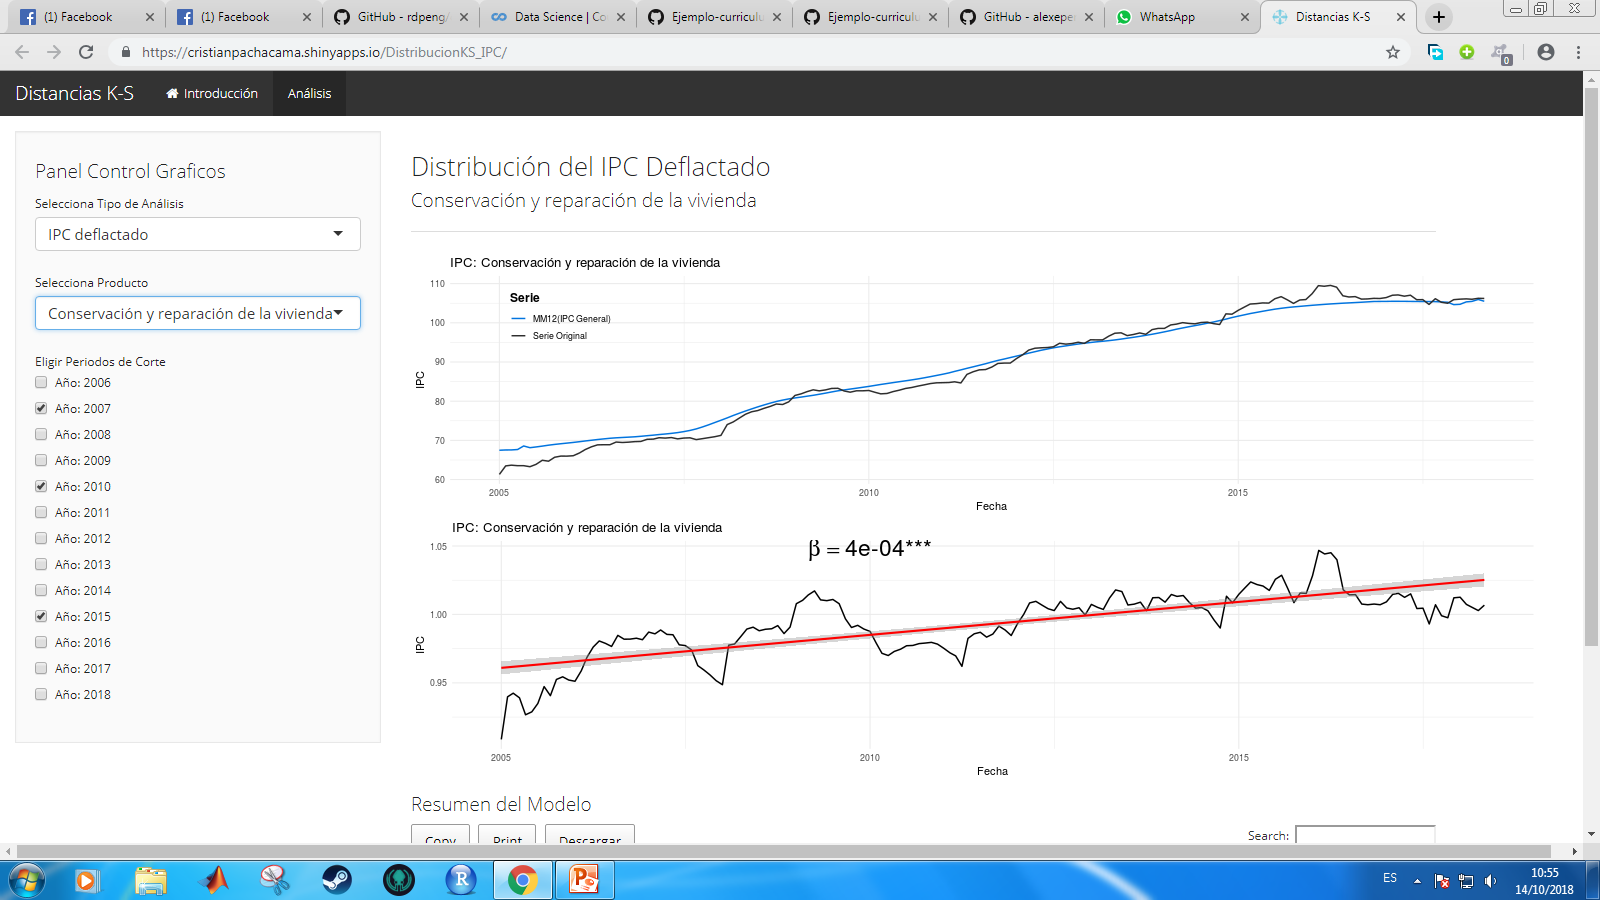 (1) Facebook
(1) Facebook
GitHub - rdpeng/
Data Science | Co
Ejemplo-curriculu
Ejemplo-curriculu
GitHub - alexepe
WhatsApp
Distancias K-S
https://cristianpachacama.shinyapps.io/DistribucionKS_IPC/
0
Distancias K-S
Introducción
Análisis
Panel Control Graficos
Selecciona Tipo de Análisis
IPC deflactado
Selecciona Producto
Conservación y reparación de la vivienda
Eligir Periodos de Corte
Año: 2006
Año: 2007
Año: 2008
Año: 2009
Año: 2010
Año: 2011
Año: 2012
Año: 2013
Año: 2014
Año: 2015
Año: 2016
Año: 2017
Año: 2018
Distribución del IPC Deflactado
Conservación y reparación de la vivienda
IPC: Conservación y reparación de la vivienda
Serie
MM12(IPC General)
Serie Original
110
100
90
80
70
60
IPC
2005
2010
2015
Fecha
IPC: Conservación y reparación de la vivienda
β = 4e-04***
1.05
1.00
0.95
IPC
2005
2010
2015
Fecha
Resumen del Modelo
Copy
Print
Descargar
Search:
ES
10:55
14/10/2018